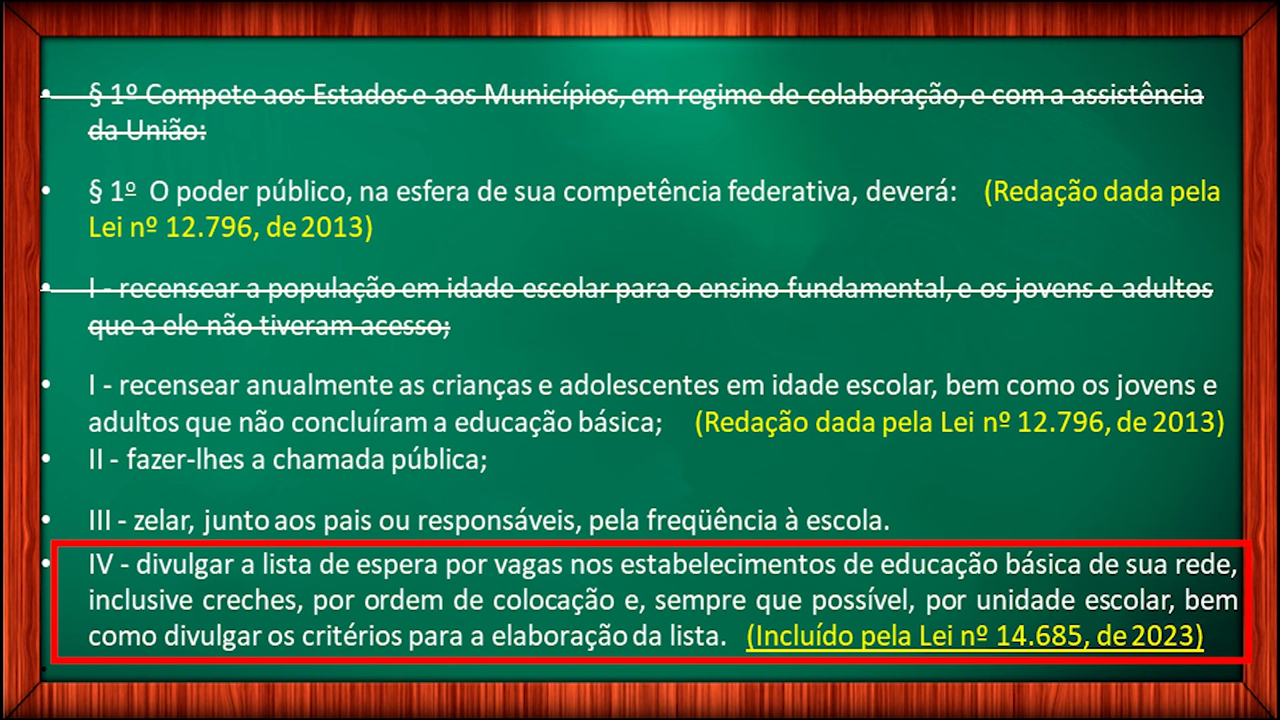 • § 1º Compete aos Estados e aos Municípios, em regime de colaboração, e com a assistência
da União:
• § 1º O poder público, na esfera de sua competência federativa, deverá: (Redação dada pela
Lei nº 12.796, de 2013)
• I - recensear a população em idade escolar para o ensino fundamental, e os jovens e adultos
que a ele não tiveram acesso;
• I - recensear anualmente as crianças e adolescentes em idade escolar, bem como os jovens e
adultos que não concluíram a educação básica; (Redação dada pela Lei nº 12.796, de 2013)
• II - fazer-lhes a chamada pública;
• III - zelar, junto aos pais ou responsáveis, pela freqüência à escola.
• IV - divulgar a lista de espera por vagas nos estabelecimentos de educação básica de sua rede,
inclusive creches, por ordem de colocação e, sempre que possível, por unidade escolar, bem
como divulgar os critérios para a elaboração da lista. (Incluído pela Lei nº 14.685, de 2023)